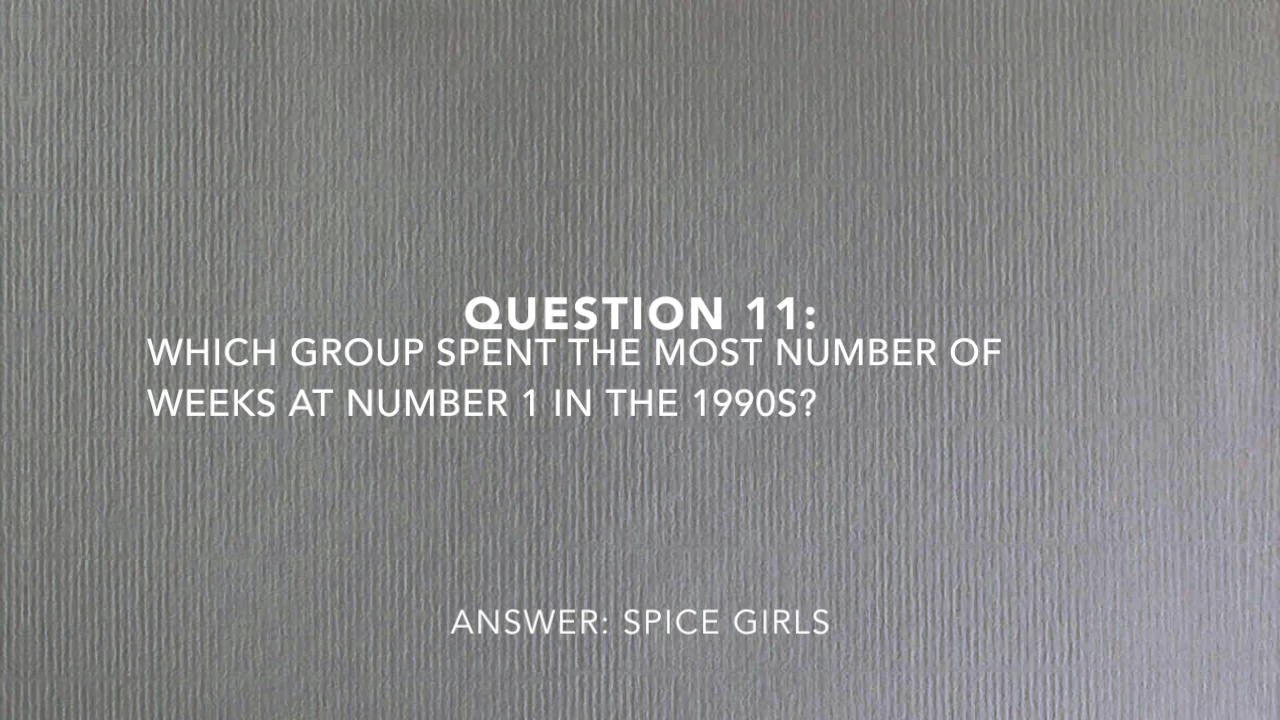 QUESTION 11:
WHICH GROUP SPENT THE MOST NUMBER OF
WEEKS AT NUMBER 1 IN THE 1990S?
ANSWER: SPICE GIRLS